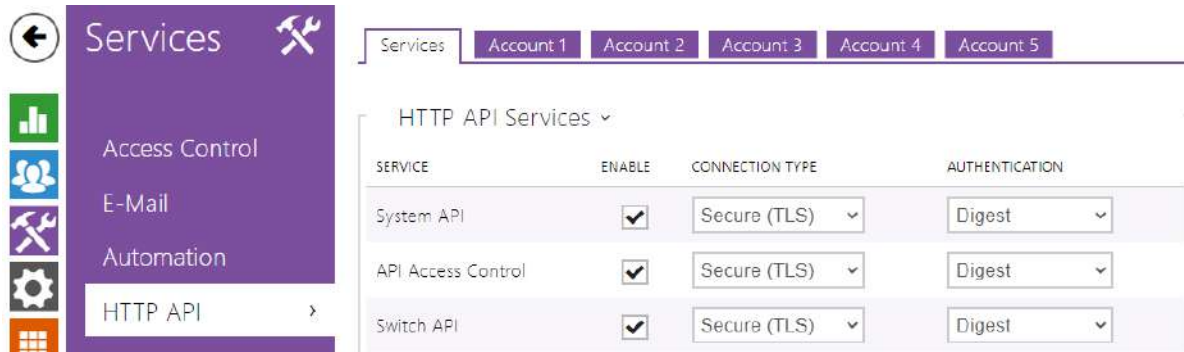 Services
Access Control
E-Mail
Automation
HTTP API
Services Account 1 Account 2 Account 3 Account 4 Account 5
HTTP API Services
SERVICE ENABLE CONNECTION TYPE AUTHENTICATION
System API Secure (TLS) Digest
API Access Control Secure (TLS) Digest
Switch API Secure (TLS) Digest